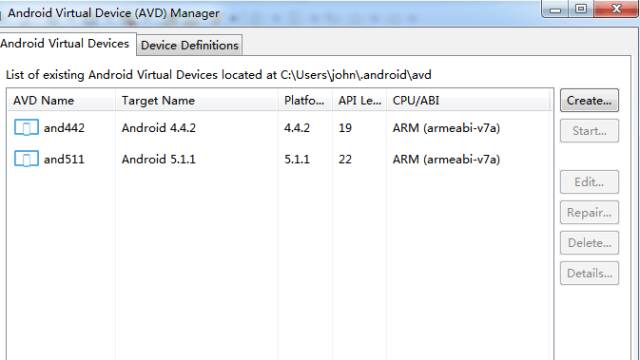 Android Virtual Device (AVD) Manager
Android Virtual Devices Device Definitions
List of existing Android Virtual Devices located at C:\Users\john\.android\avd
AVD Name Target Name Platfo... API Le... CPU/ABI Create...
and442 Android 4.4.2 4.4.2 19 ARM (armeabi-v7a) Start...
and511 Android 5.1.1 5.1.1 22 ARM (armeabi-v7a)
Edit...
Repair...
Delete...
Details...